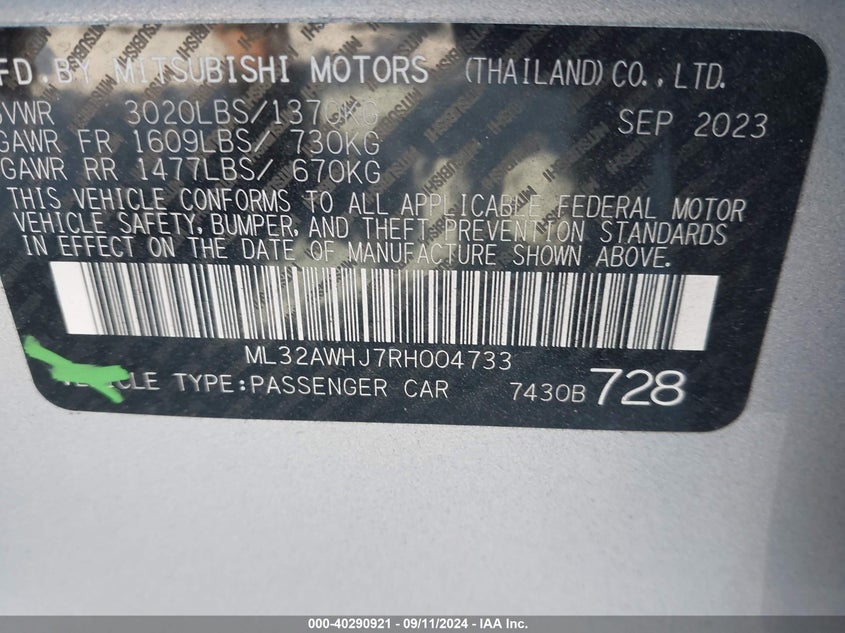 FD. BY MITSUBISHI MOTORS (THAILAND) CO., LTD.
GVWR 3020LBS/1370KG SEP 2023
GAWR FR 1609LBS/ 730KG
GAWR RR 1477LBS/ 670KG
THIS VEHICLE CONFORMS TO ALL APPLICABLE FEDERAL MOTOR
VEHICLE SAFETY, BUMPER, AND THEFT PREVENTION STANDARDS
IN EFFECT ON THE DATE OF MANUFACTURE SHOWN ABOVE.
ML32AWHJ7RH004733
CLE TYPE:PASSENGER CAR 7430B 728
000-40290921 - 09/11/2024 - IAA Inc.